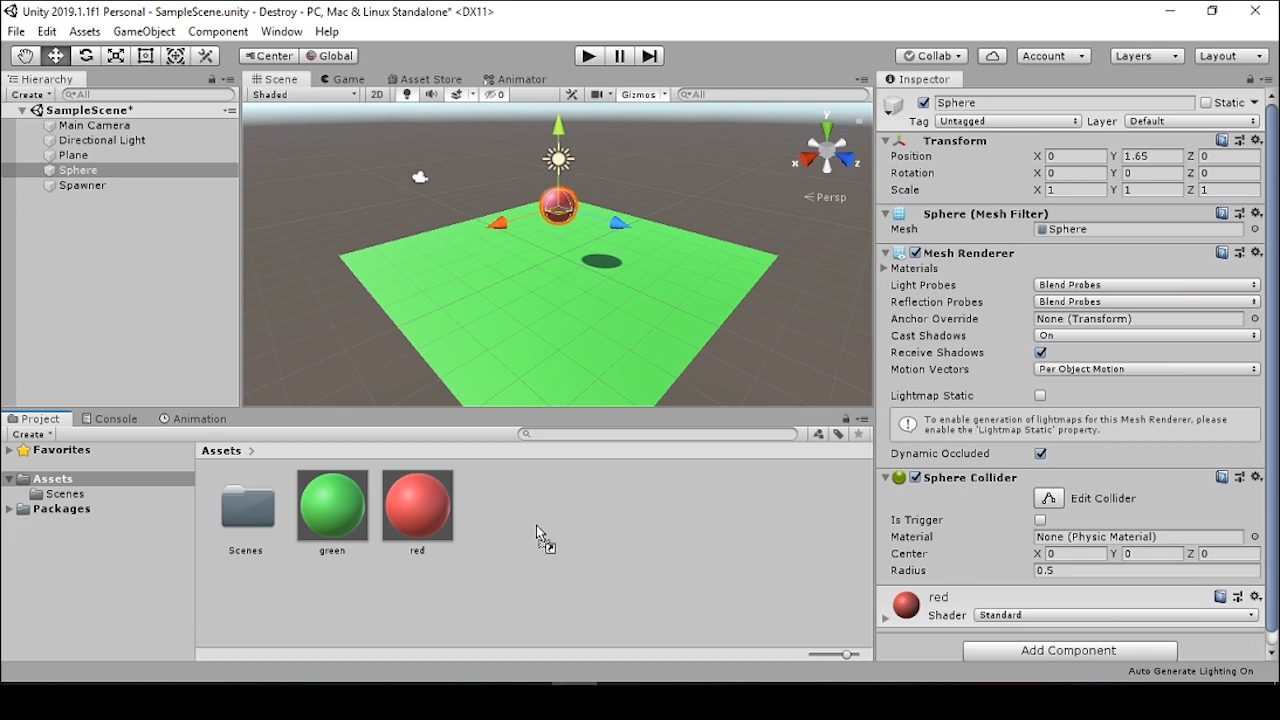 Unity 2019.1.1f1 Personal - SampleScene.unity - Destroy - PC, Mac & Linux Standalone* <DX11>
File Edit Assets GameObject Component Window Help
Center Global Collab Account Layers Layout
Hierarchy
Create All
SampleScene*
Main Camera
Directional Light
Plane
Sphere
Spawner
Scene Game Asset Store Animator
Shaded 2D 0 Gizmos All
y
x z
Persp
Project Console Animation
Create
Favorites
Assets
Scenes
Packages
Assets
Scenes green red
Inspector
Sphere Static
Tag Untagged Layer Default
Transform
Position X 0 Y 1.65 Z 0
Rotation X 0 Y 0 Z 0
Scale X 1 Y 1 Z 1
Sphere (Mesh Filter)
Mesh Sphere
Mesh Renderer
Materials
Light Probes Blend Probes
Reflection Probes Blend Probes
Anchor Override None (Transform)
Cast Shadows On
Receive Shadows
Motion Vectors Per Object Motion
Lightmap Static
To enable generation of lightmaps for this Mesh Renderer, please
enable the 'Lightmap Static' property.
Dynamic Occluded
Sphere Collider
Edit Collider
Is Trigger
Material None (Physic Material)
Center X 0 Y 0 Z 0
Radius 0.5
red
Shader Standard
Add Component
Auto Generate Lighting On